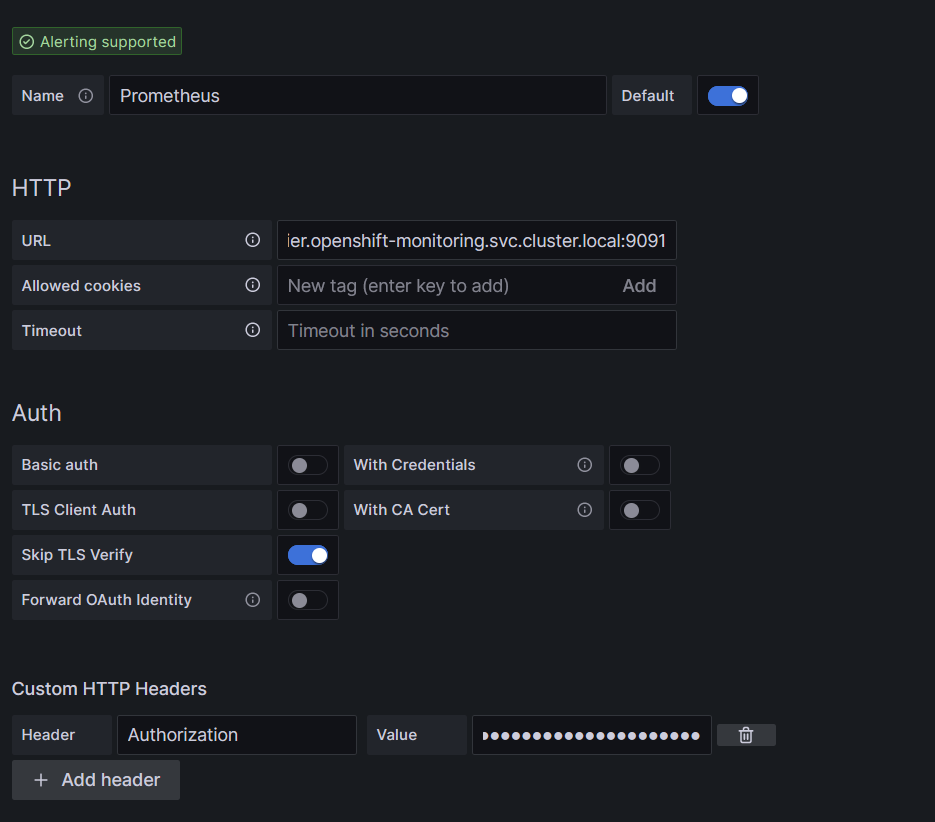 Alerting supported
Name Prometheus Default
HTTP
URL ier.openshift-monitoring.svc.cluster.local:9091
Allowed cookies New tag (enter key to add) Add
Timeout Timeout in seconds
Auth
Basic auth With Credentials
TLS Client Auth With CA Cert
Skip TLS Verify
Forward OAuth Identity
Custom HTTP Headers
Header Authorization Value
+ Add header